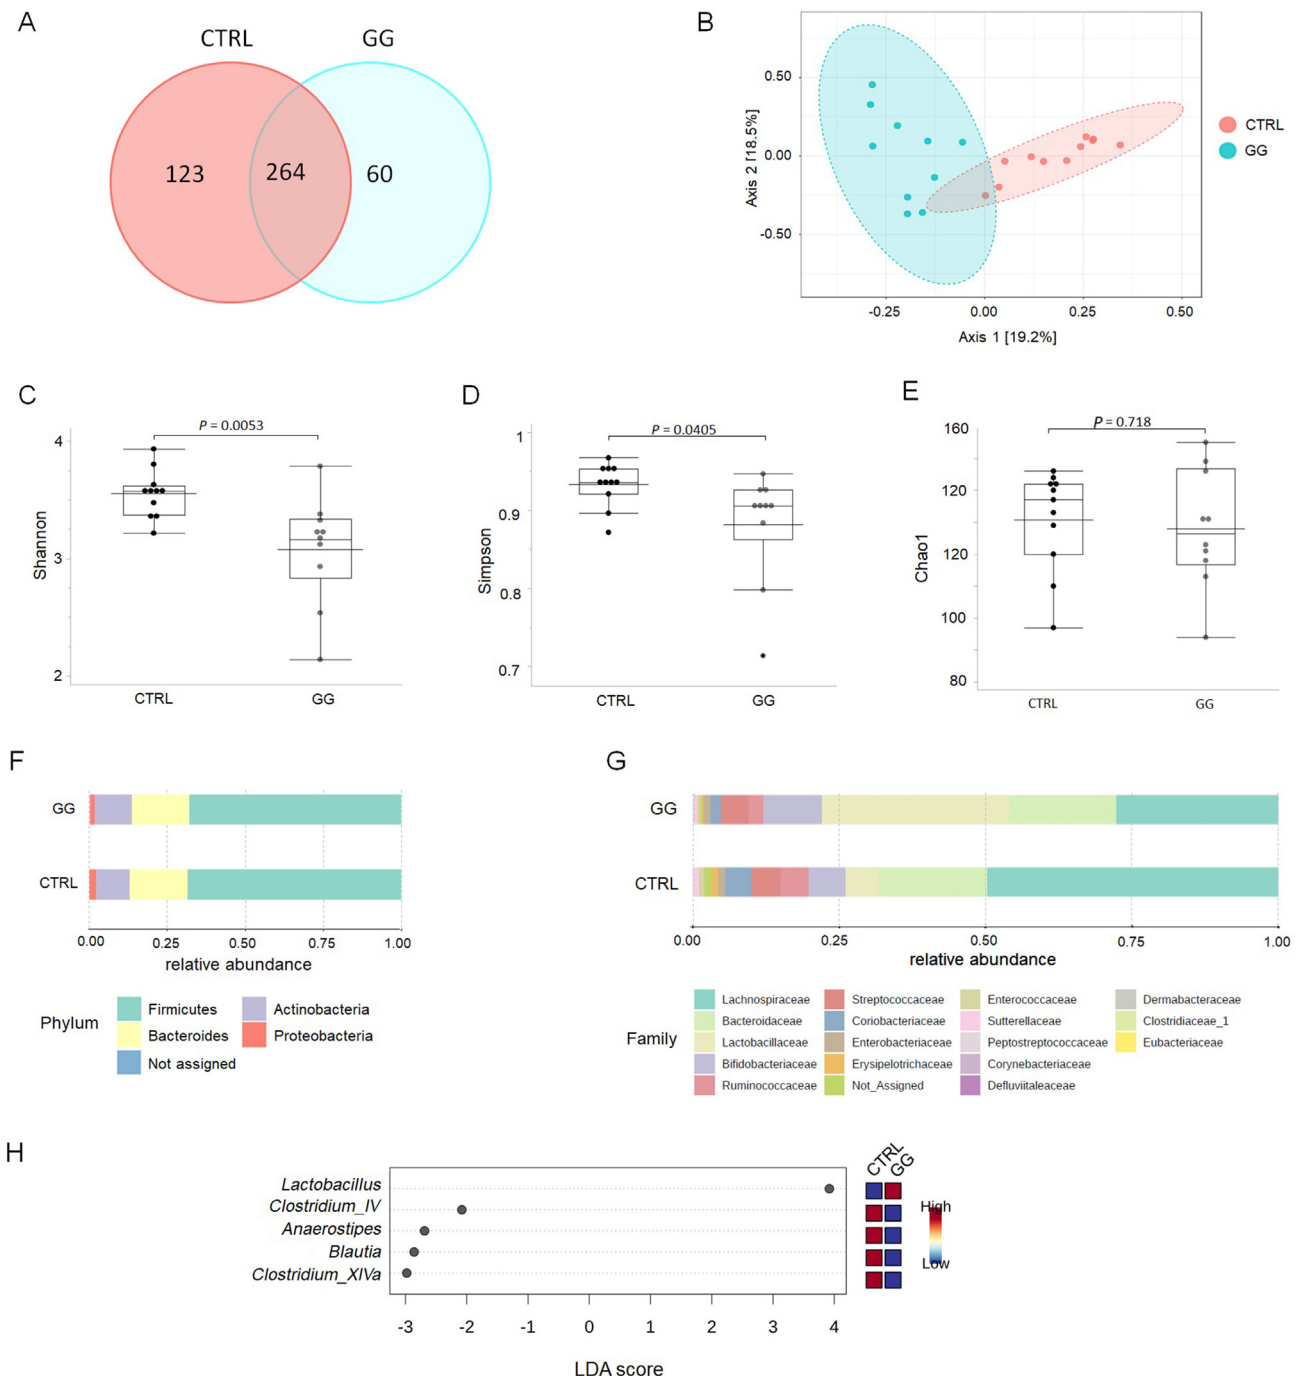 A
CTRL
GG
123
264
60
B
0.50
0.00
-0.50
Axis 2 [18.5%]
-0.25
0.00
0.25
0.50
Axis 1 [19.2%]
CTRL
GG
C
P = 0.0053
4
3
2
Shannon
CTRL
GG
D
P = 0.0405
1
0.9
0.8
0.7
Simpson
CTRL
GG
E
P = 0.718
160
120
120
100
80
Chao1
CTRL
GG
F
GG
CTRL
0.00
0.25
0.50
0.75
1.00
relative abundance
Phylum
Firmicutes
Actinobacteria
Bacteroides
Proteobacteria
Not assigned
G
GG
CTRL
0.00
0.25
0.50
0.75
1.00
relative abundance
Family
Lachnospiraceae
Streptococcaceae
Enterococcaceae
Dermabacteraceae
Bacteroidaceae
Coriobacteriaceae
Sutterellaceae
Clostridiaceae_1
Lactobacillaceae
Enterobacteriaceae
Peptostreptococcaceae
Eubacteriaceae
Bifidobacteriaceae
Erysipelotrichaceae
Corynebacteriaceae
Ruminococcaceae
Not_Assigned
Defluviitaleaceae
H
CTRL
GG
Lactobacillus
Clostridium_IV
Anaerostipes
Blautia
Clostridium_XIVa
High
Low
-3
-2
-1
0
1
2
3
4
LDA score